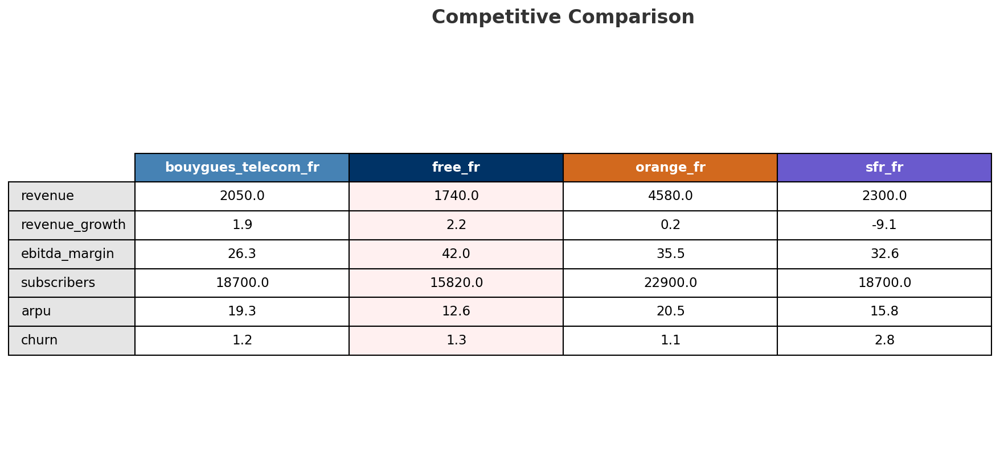 Competitive Comparison
bouygues_telecom_fr free_fr orange_fr sfr_fr
revenue 2050.0 1740.0 4580.0 2300.0
revenue_growth 1.9 2.2 0.2 -9.1
ebitda_margin 26.3 42.0 35.5 32.6
subscribers 18700.0 15820.0 22900.0 18700.0
arpu 19.3 12.6 20.5 15.8
churn 1.2 1.3 1.1 2.8